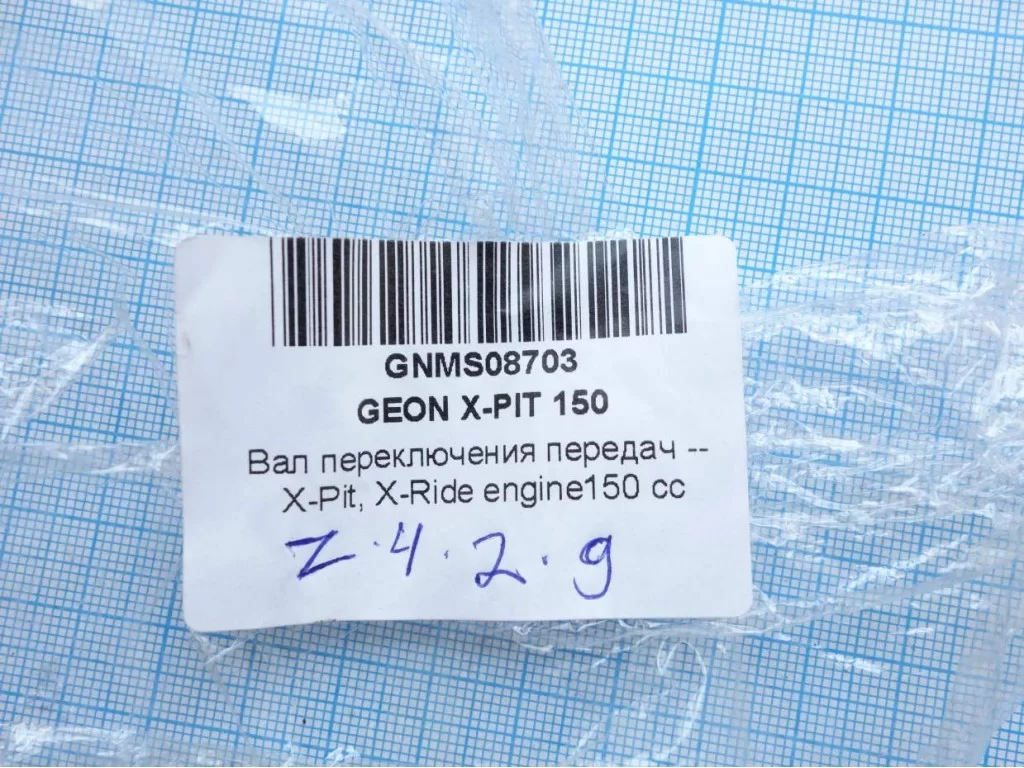 GNMS08703
GEON X-PIT 150
Вал переключения передач --
X-Pit, X-Ride engine150 cc
Z.4.2.9